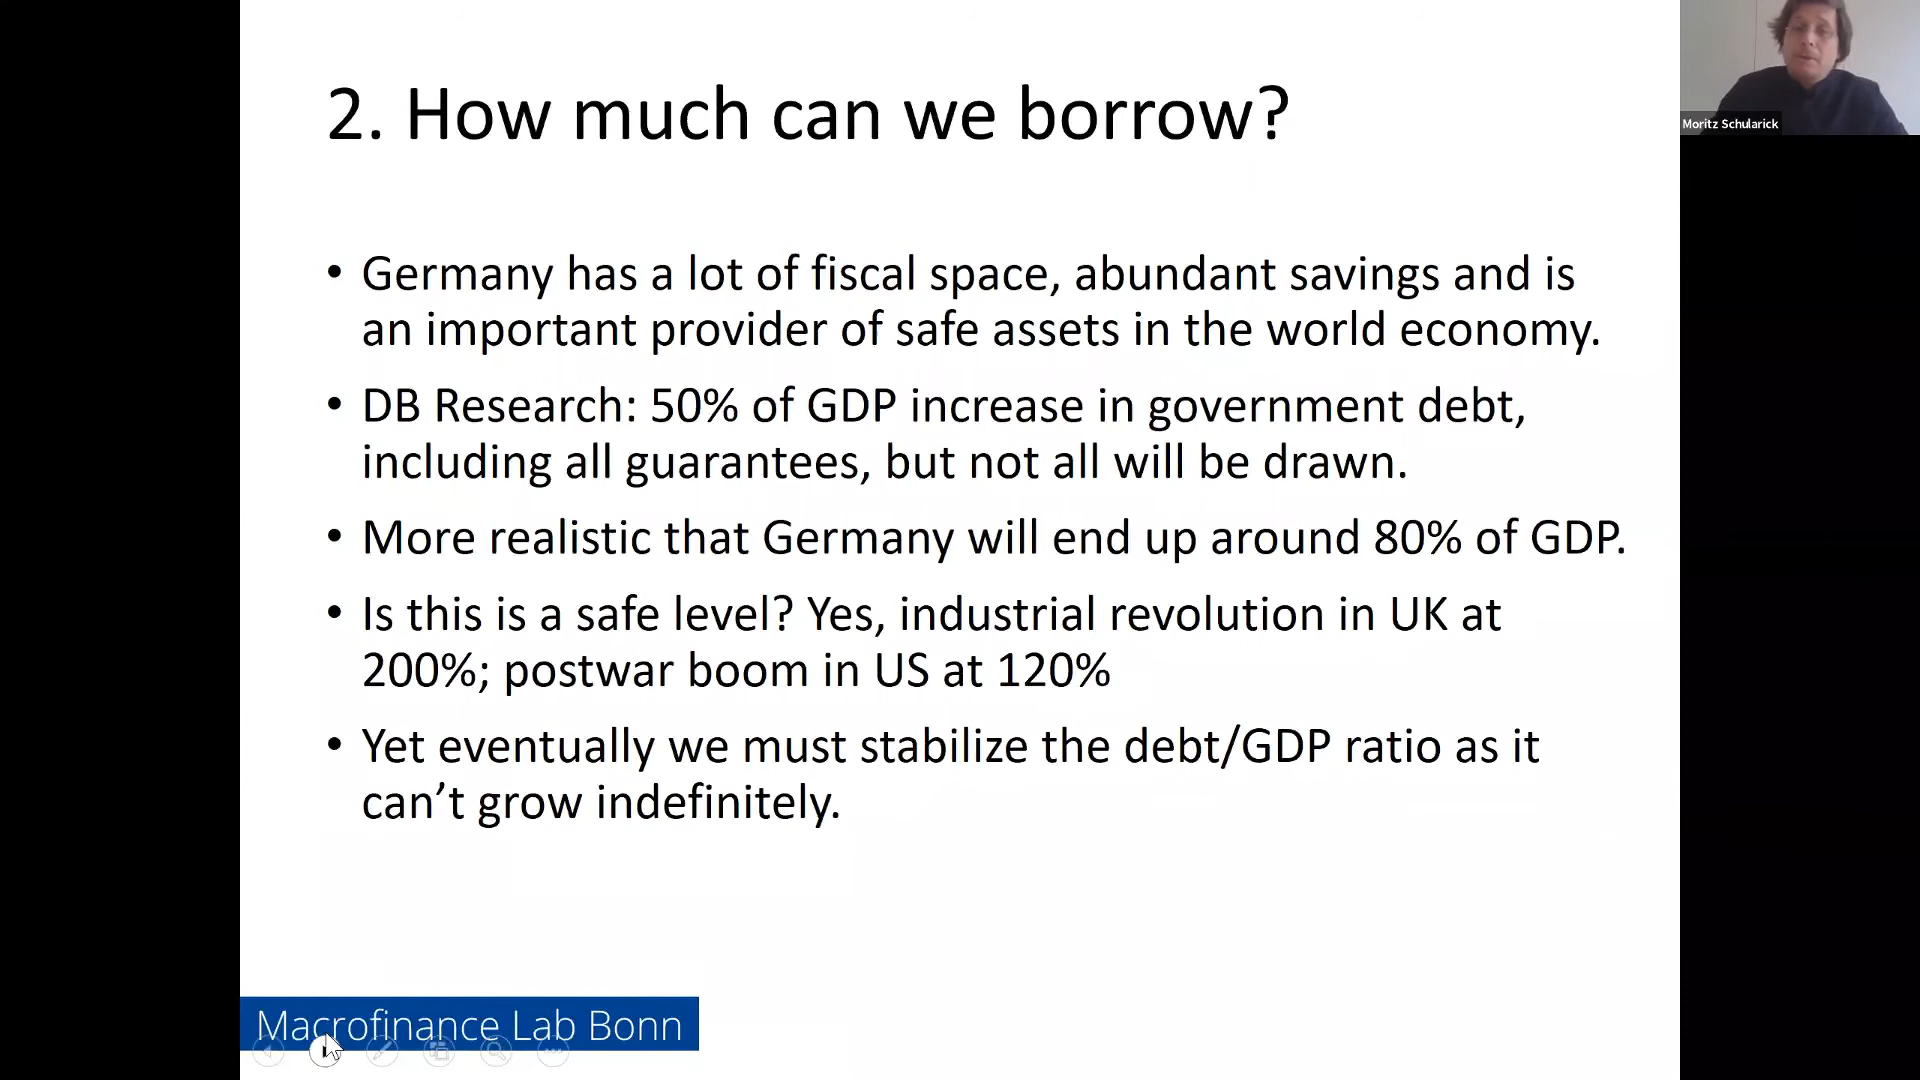 2. How much can we borrow?
Moritz Schularick
• Germany has a lot of fiscal space, abundant savings and is
an important provider of safe assets in the world economy.
• DB Research: 50% of GDP increase in government debt,
including all guarantees, but not all will be drawn.
• More realistic that Germany will end up around 80% of GDP.
• Is this is a safe level? Yes, industrial revolution in UK at
200%; postwar boom in US at 120%
• Yet eventually we must stabilize the debt/GDP ratio as it
can’t grow indefinitely.
Macrofinance Lab Bonn